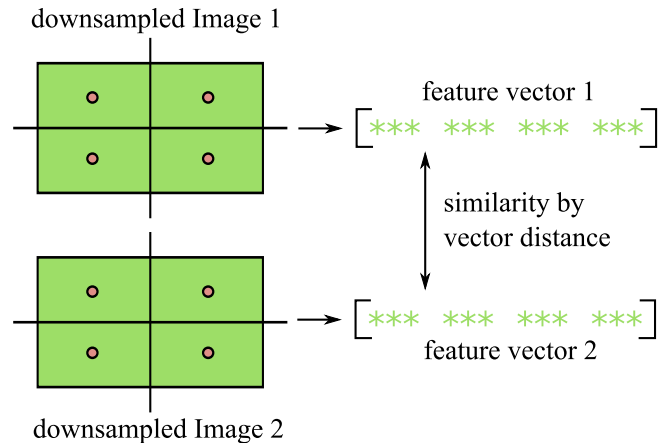 downsampled Image 1
feature vector 1
[*** *** *** ***]
similarity by
vector distance
[*** *** *** ***]
feature vector 2
downsampled Image 2